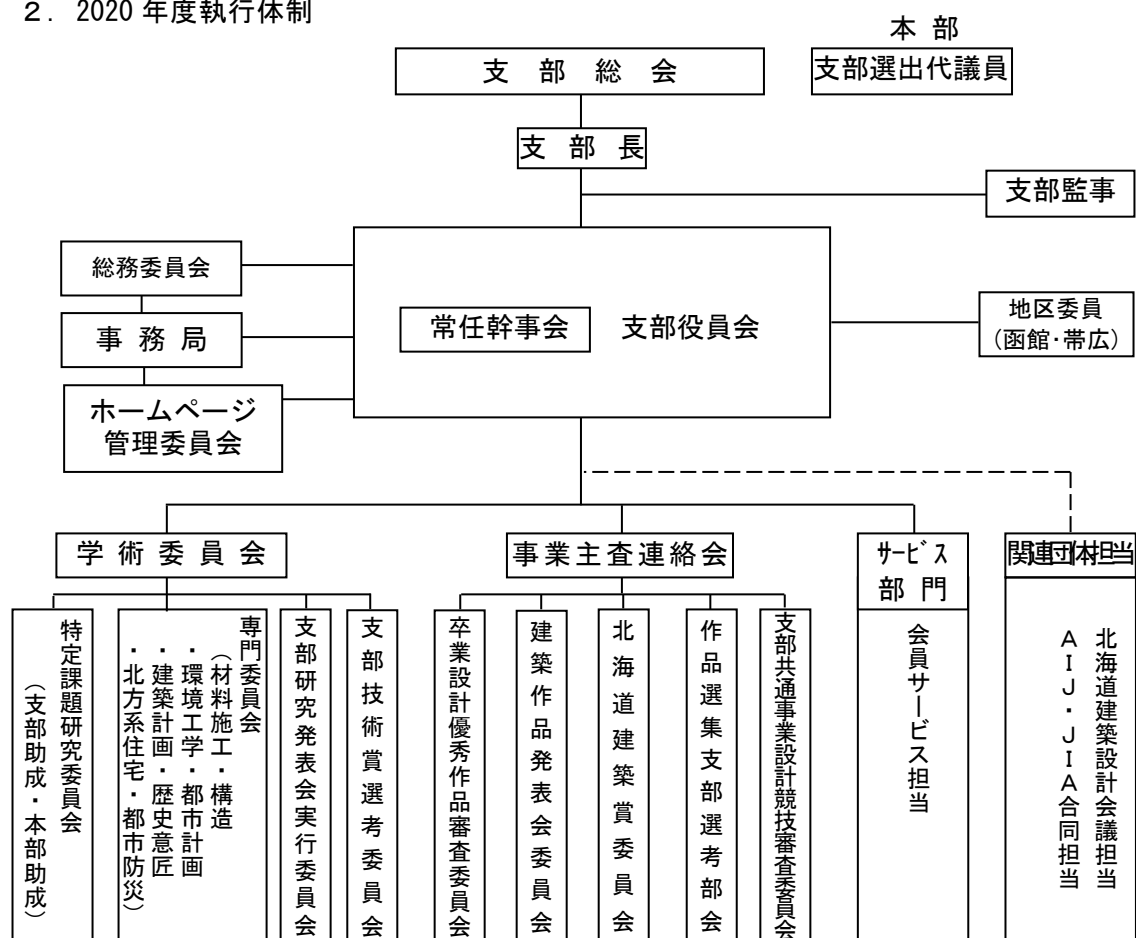 ２．2020 年度執行体制
本 部
支 部 総 会
支部選出代議員
支 部 長
支部監事
総務委員会
事 務 局
ホームページ
管理委員会
常任幹事会
支部役員会
地区委員
（函館・帯広）
学 術 委 員 会
事業主査連絡会
サービス
部 門
関連団体担当
特定課題研究委員会
（支部助成・本部助成）
専門委員会
（材料施工・構造
・環境工学・都市計画
・建築計画・歴史意匠
・北方系住宅・都市防災）
支部研究発表会実行委員会
支部技術賞選考委員会
卒業設計優秀作品審査委員会
建築作品発表会委員会
北海道建築賞委員会
作品選集支部選考部会
支部共通事業設計競技審査委員会
会員サービス担当
北海道建築設計会議担当
ＡＩＪ・ＪＩＡ合同担当